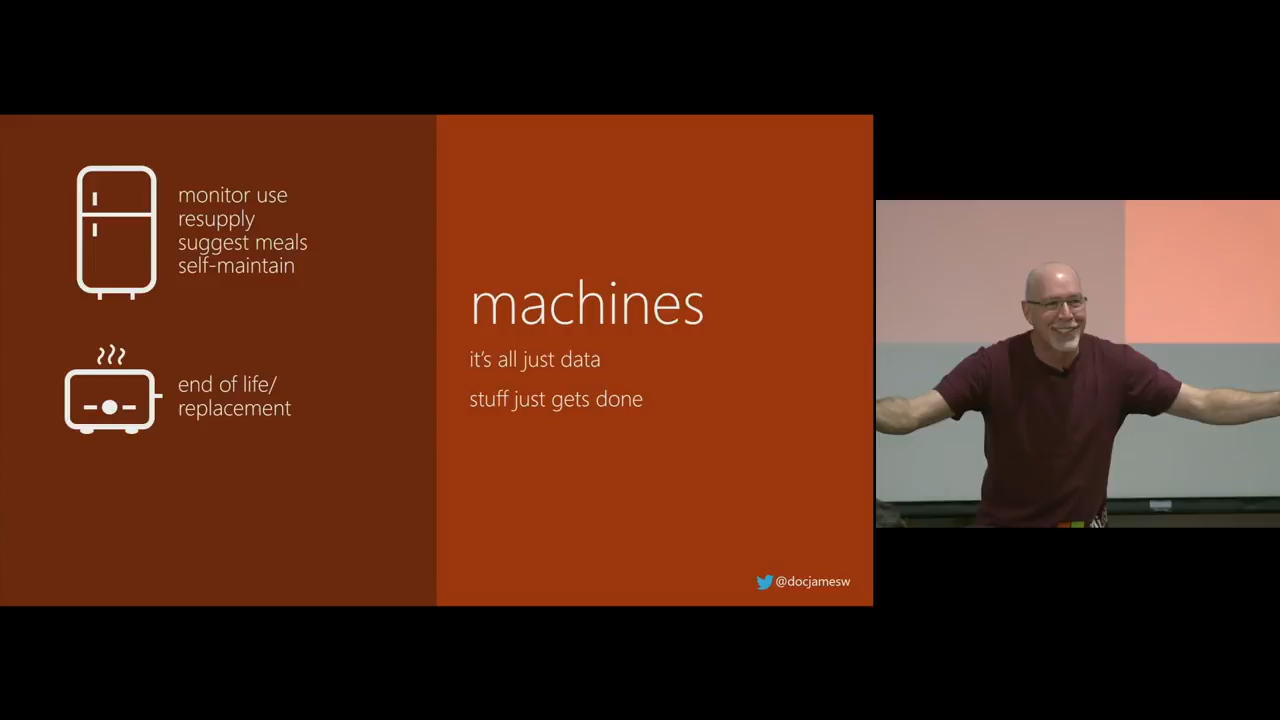 monitor use
resupply
suggest meals
self-maintain
end of life/
replacement
machines
it's all just data
stuff just gets done
@docjamesw